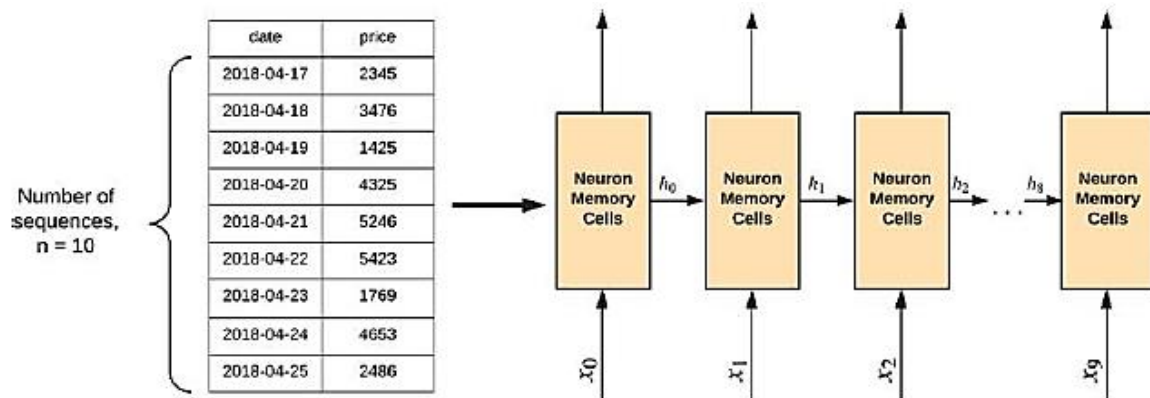 date price
2018-04-17 2345
2018-04-18 3476
2018-04-19 1425
2018-04-20 4325
2018-04-21 5246
2018-04-22 5423
2018-04-23 1769
2018-04-24 4653
2018-04-25 2486
Number of
sequences,
n = 10
Neuron
Memory
Cells
h0
Neuron
Memory
Cells
h1
Neuron
Memory
Cells
h2
. . .
h8
Neuron
Memory
Cells
x0
x1
x2
x9